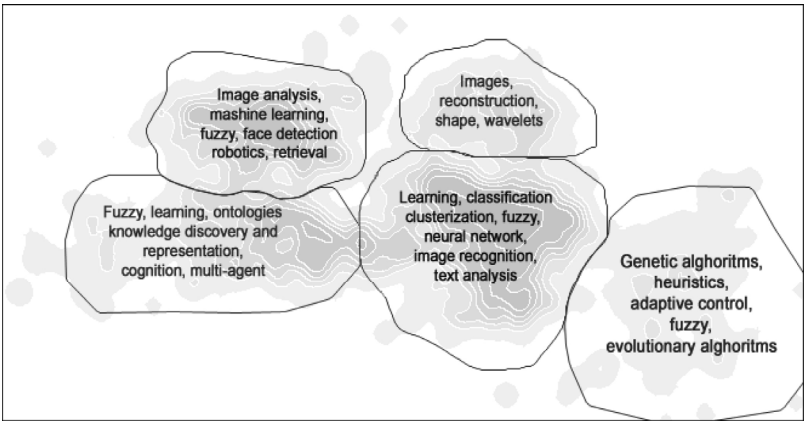 Image analysis,
mashine learning,
fuzzy, face detection
robotics, retrieval
Images,
reconstruction,
shape, wavelets
Fuzzy, learning, ontologies
knowledge discovery and
representation,
cognition, multi-agent
Learning, classification
clusterization, fuzzy,
neural network,
image recognition,
text analysis
Genetic alghoritms,
heuristics,
adaptive control,
fuzzy,
evolutionary alghoritms